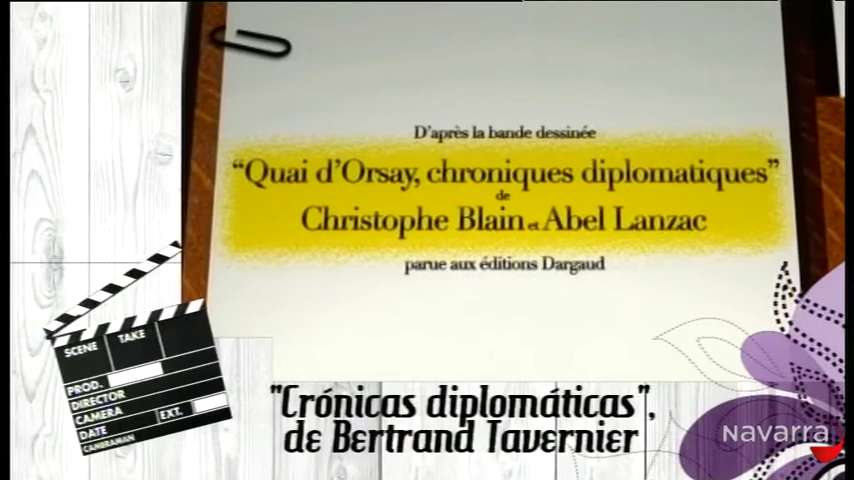 D'après la bande dessinée
“Quai d'Orsay, chroniques diplomatiques”
de
Christophe Blain et Abel Lanzac
parue aux éditions Dargaud
SCENE TAKE
PROD.
DIRECTOR
CAMERA
DATE EXT.
CAMERAMAN
"Crónicas diplomáticas",
de Bertrand Tavernier
navarra